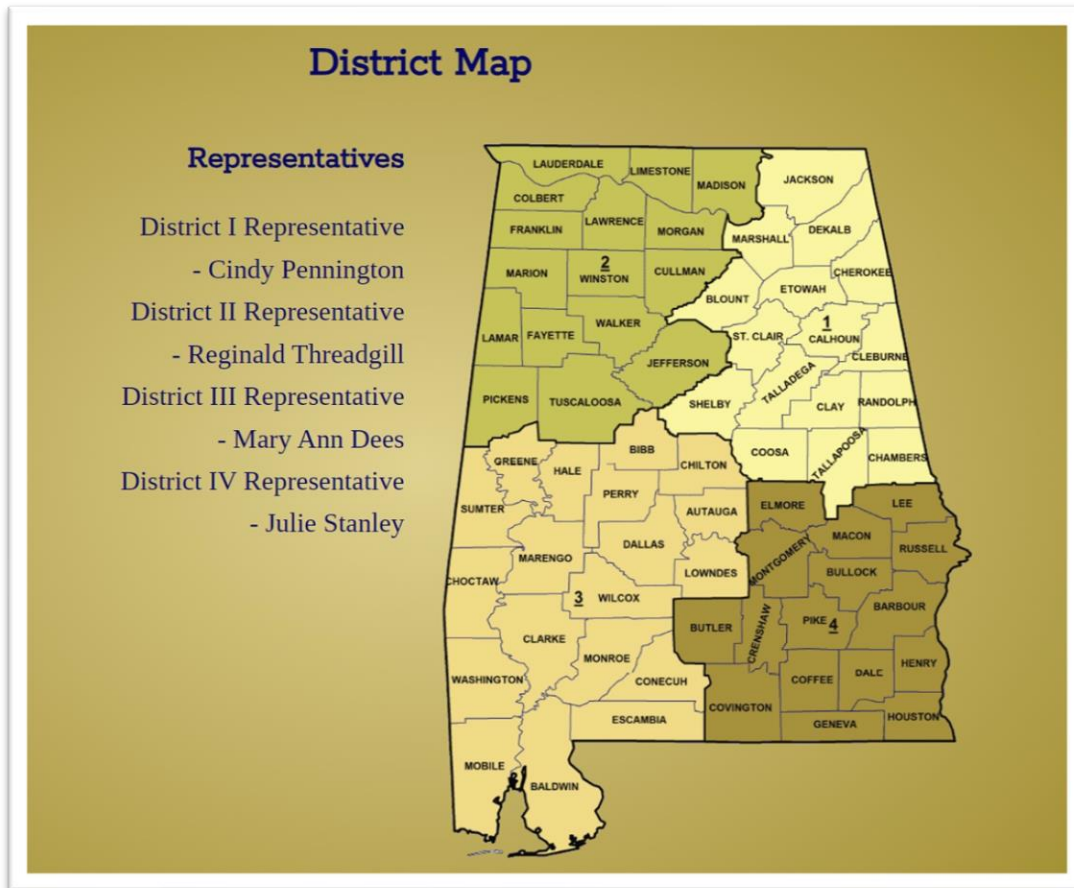 District Map
Representatives
District I Representative
- Cindy Pennington
District II Representative
- Reginald Threadgill
District III Representative
- Mary Ann Dees
District IV Representative
- Julie Stanley
LAUDERDALE
LIMESTONE
MADISON
JACKSON
COLBERT
LAWRENCE
FRANKLIN
MORGAN
MARSHALL
DEKALB
MARION
2
WINSTON
CULLMAN
CHEROKEE
ETOWAH
BLOUNT
LAMAR
FAYETTE
WALKER
ST. CLAIR
1
CALHOUN
CLEBURNE
JEFFERSON
TALLADEGA
PICKENS
TUSCALOOSA
SHELBY
CLAY
RANDOLPH
BIBB
COOSA
TALLAPOOSA
CHAMBERS
GREENE
HALE
CHILTON
PERRY
SUMTER
AUTAUGA
ELMORE
LEE
MACON
RUSSELL
DALLAS
MARENGO
MONTGOMERY
BULLOCK
CHOCTAW
LOWNDES
3
WILCOX
BARBOUR
BUTLER
CRENSHAW
PIKE
4
CLARKE
MONROE
HENRY
WASHINGTON
CONECUH
COFFEE
DALE
COVINGTON
ESCAMBIA
GENEVA
HOUSTON
MOBILE
BALDWIN